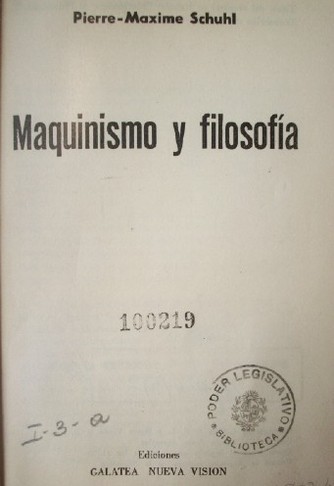 Pierre-Maxime Schuhl
Maquinismo y filosofía
100219
PODER LEGISLATIVO
* BIBLIOTECA *
I-3-a
Ediciones
GALATEA NUEVA VISION